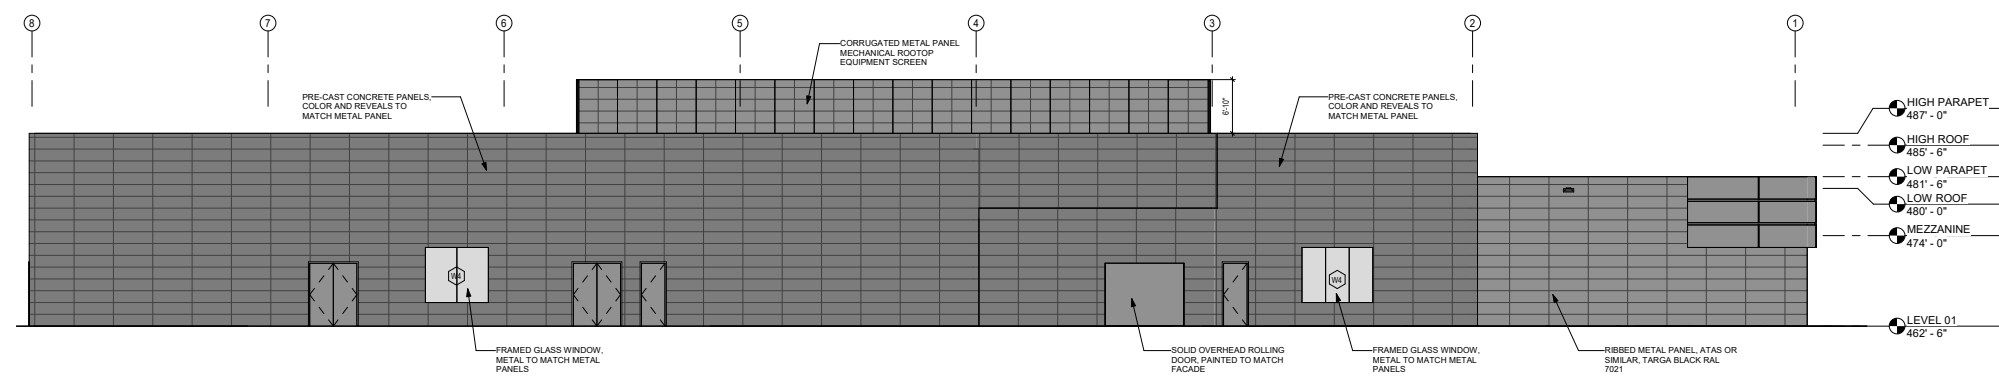 8 7 6 5 4 3 2 1
CORRUGATED METAL PANEL
MECHANICAL ROOTOP
EQUIPMENT SCREEN
PRE-CAST CONCRETE PANELS,
COLOR AND REVEALS TO
MATCH METAL PANEL
6'-10"
PRE-CAST CONCRETE PANELS,
COLOR AND REVEALS TO
MATCH METAL PANEL
HIGH PARAPET
487' - 0"
HIGH ROOF
485' - 6"
LOW PARAPET
481' - 6"
LOW ROOF
480' - 0"
MEZZANINE
474' - 0"
W4
W4
LEVEL 01
462' - 6"
FRAMED GLASS WINDOW,
METAL TO MATCH METAL
PANELS
SOLID OVERHEAD ROLLING
DOOR, PAINTED TO MATCH
FACADE
FRAMED GLASS WINDOW,
METAL TO MATCH METAL
PANELS
RIBBED METAL PANEL, ATAS OR
SIMILAR, TARGA BLACK RAL
7021